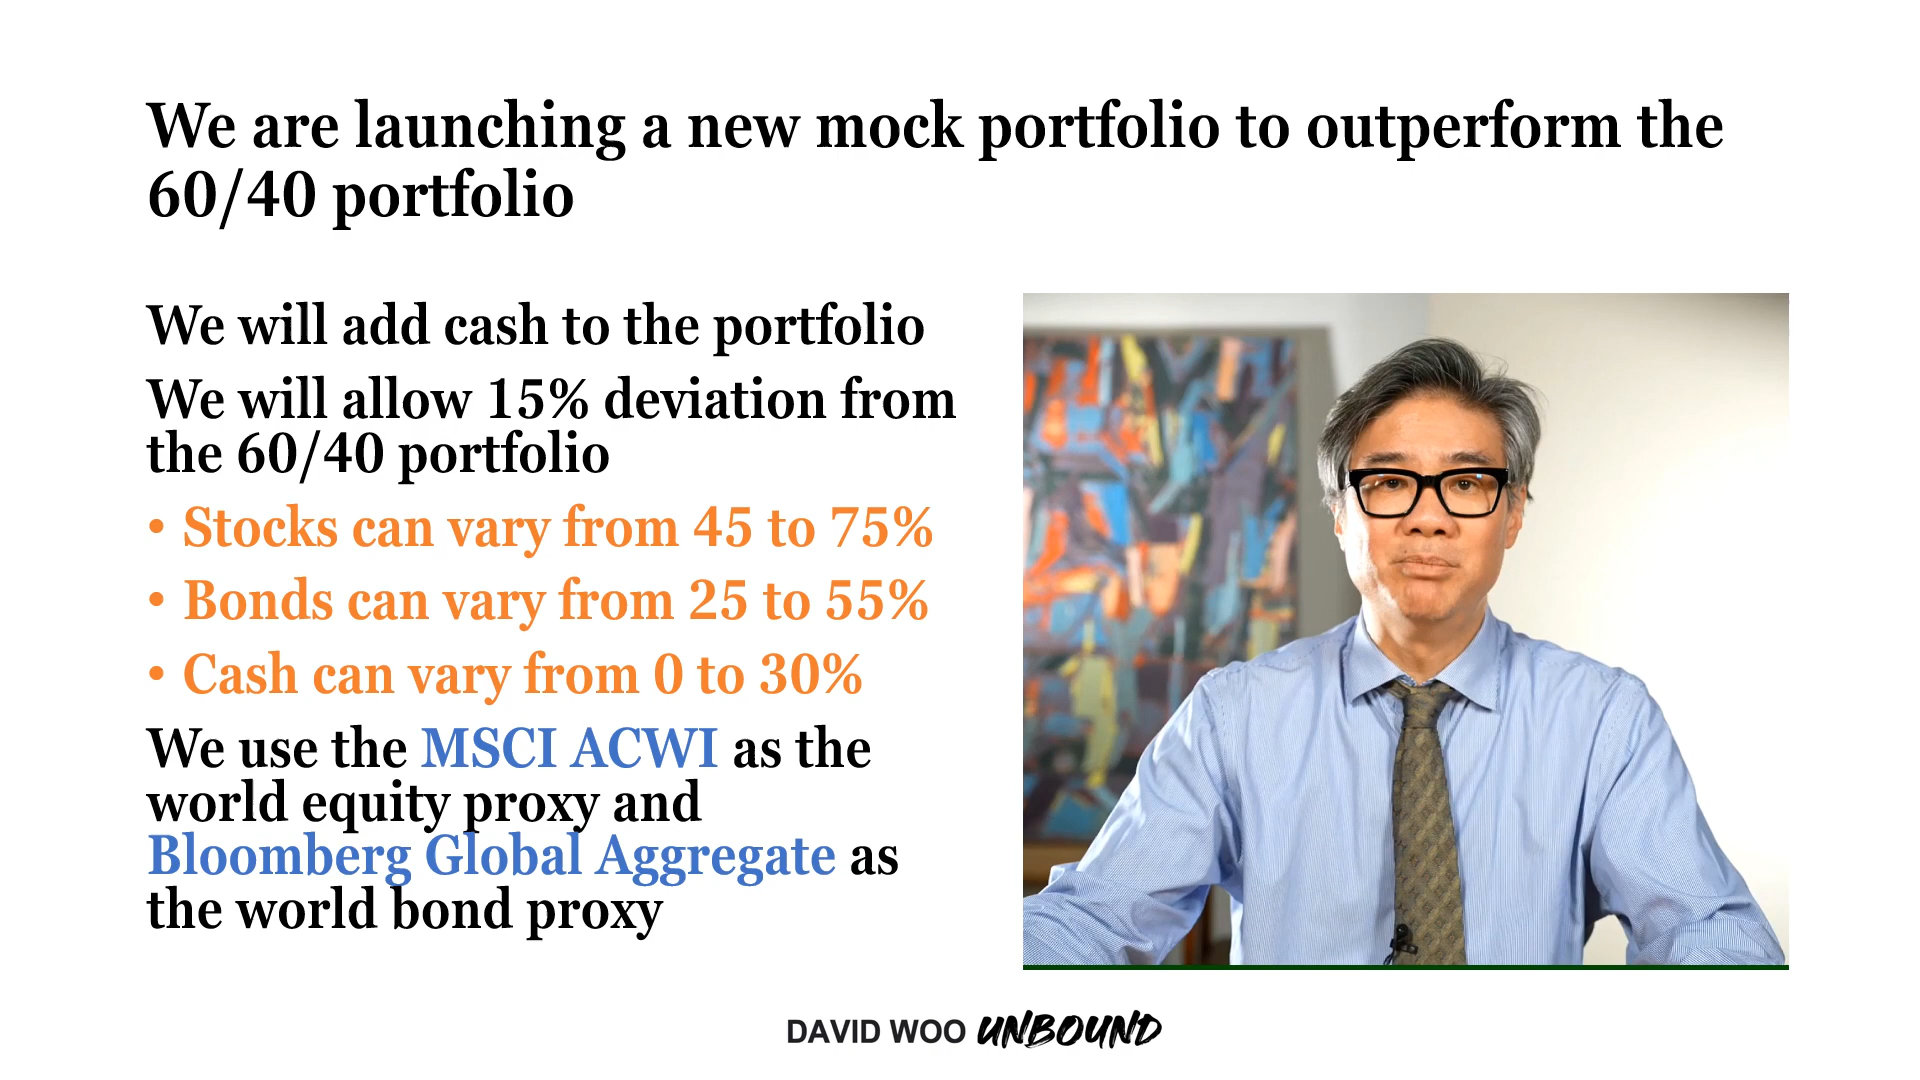 We are launching a new mock portfolio to outperform the
60/40 portfolio
We will add cash to the portfolio
We will allow 15% deviation from
the 60/40 portfolio
• Stocks can vary from 45 to 75%
• Bonds can vary from 25 to 55%
• Cash can vary from 0 to 30%
We use the MSCI ACWI as the
world equity proxy and
Bloomberg Global Aggregate as
the world bond proxy
DAVID WOO UNBOUND